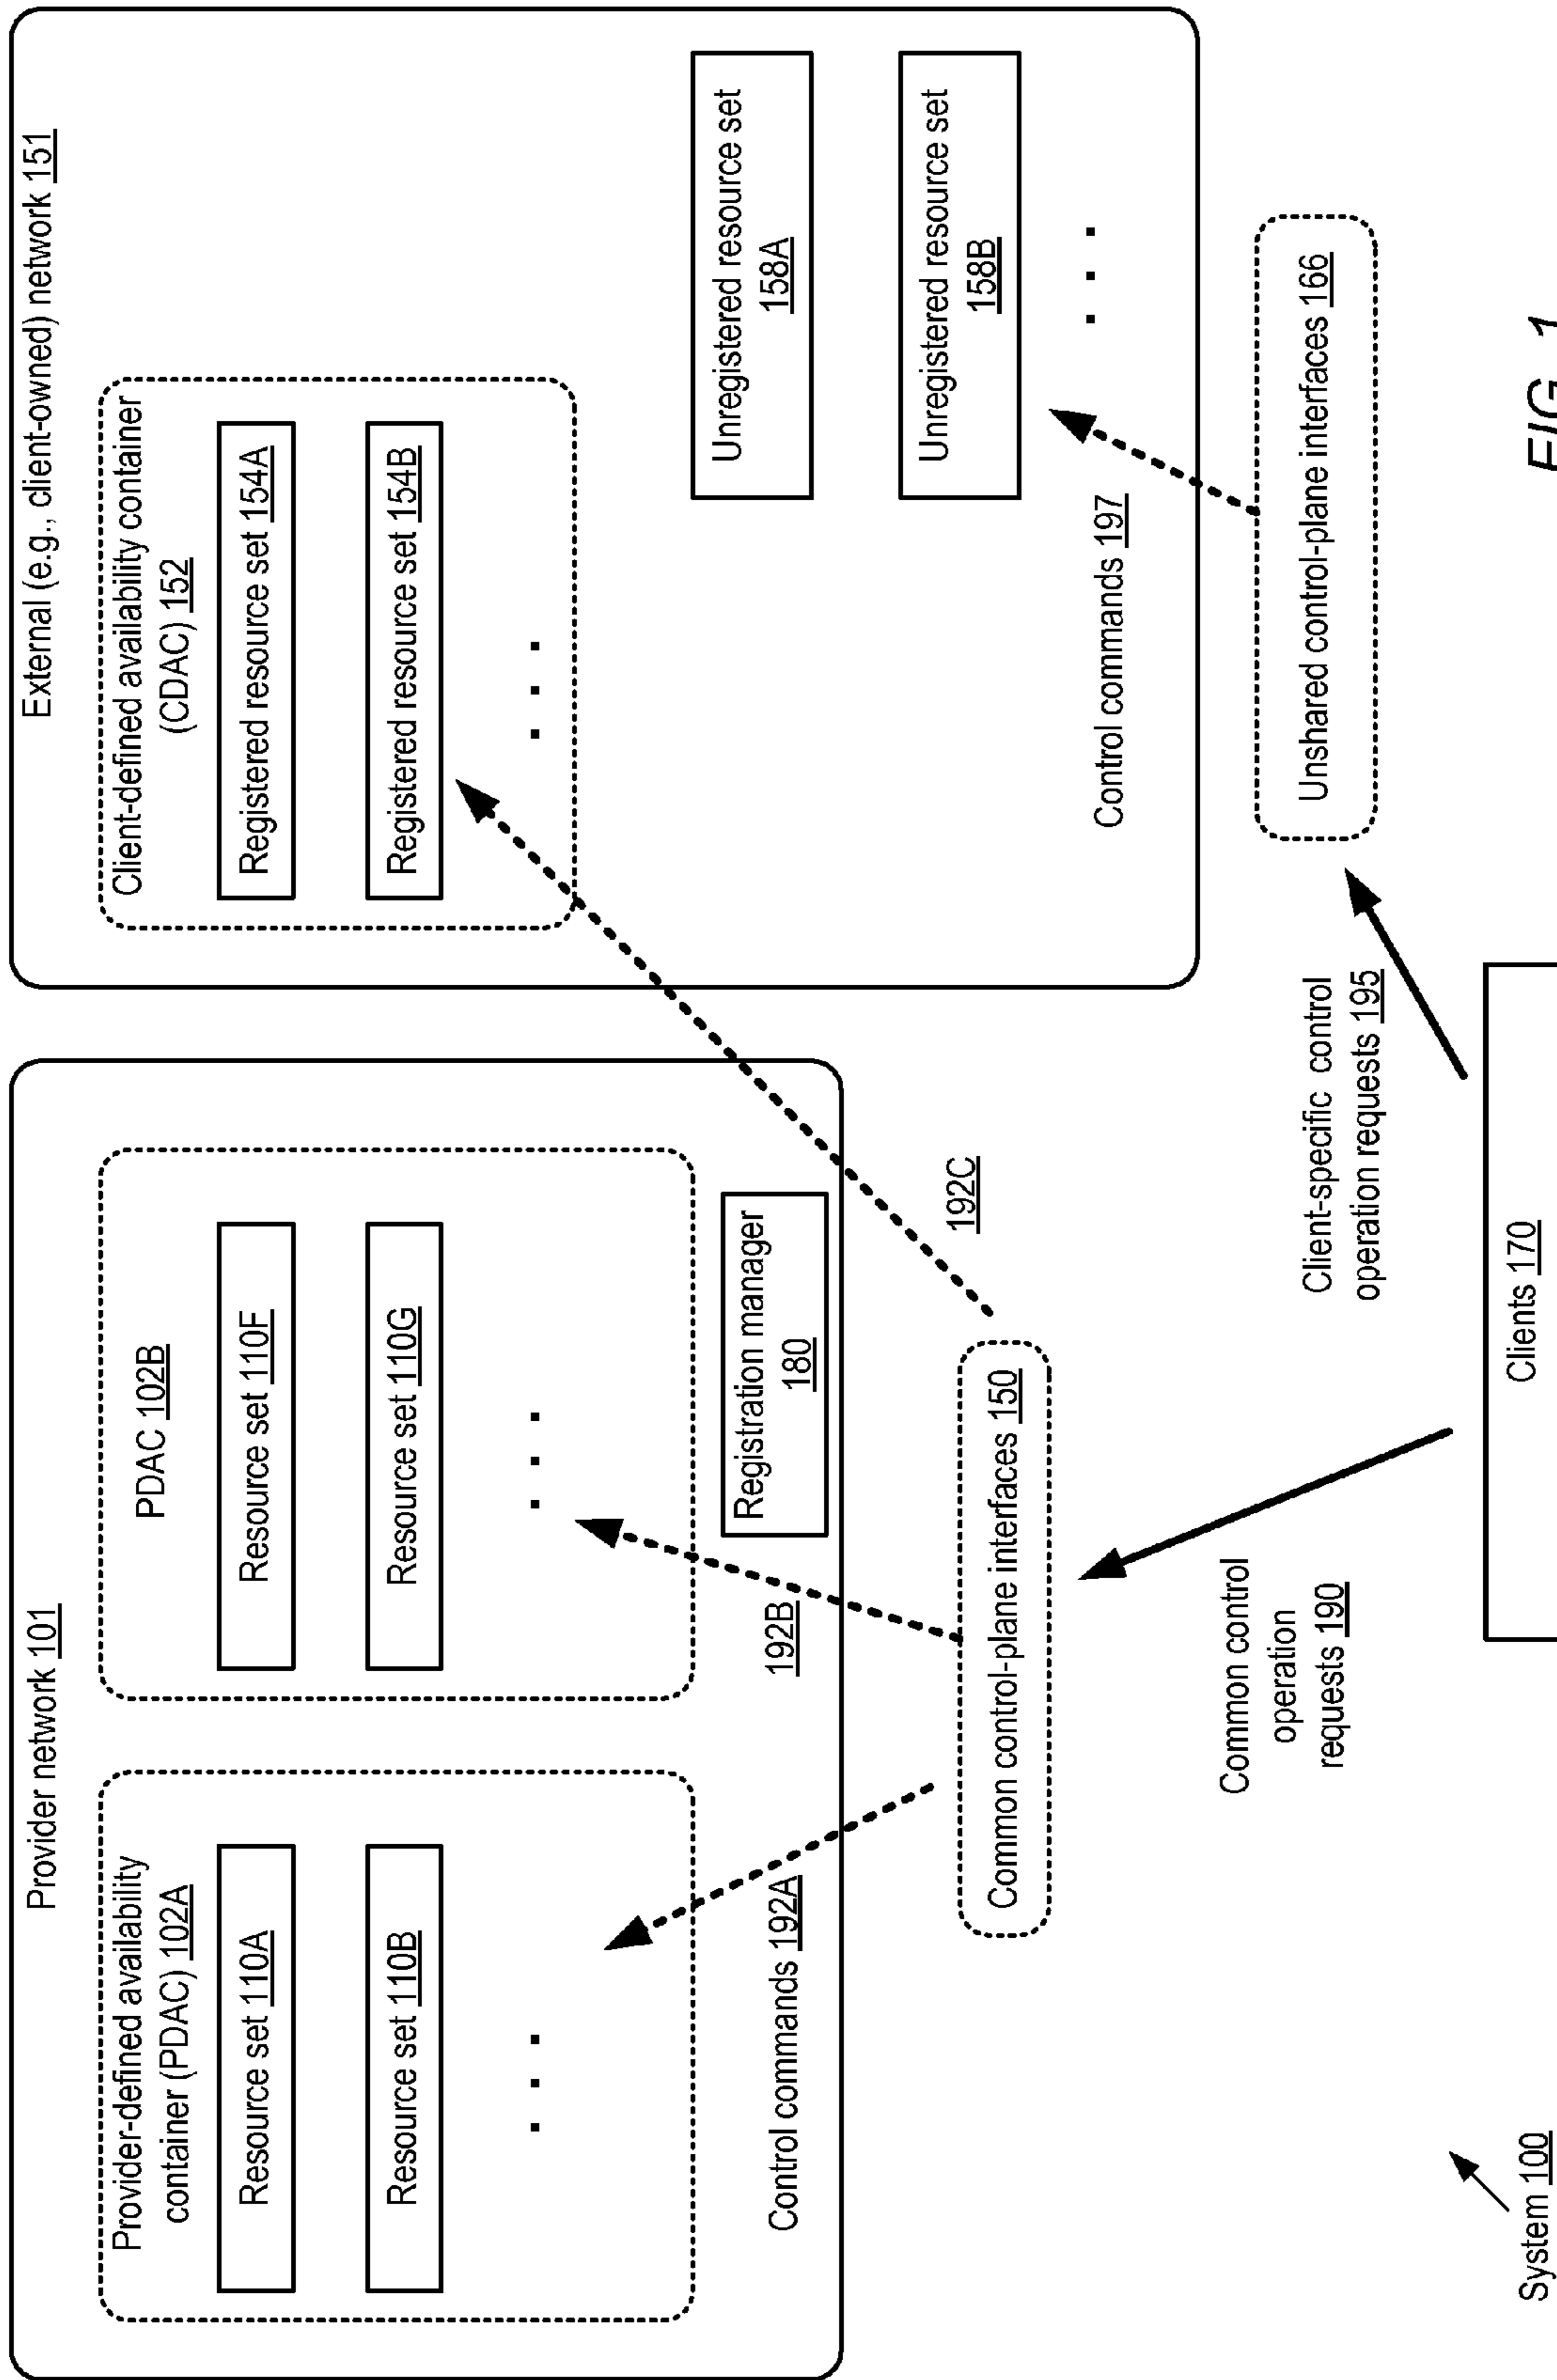 Provider network 101
Provider-defined availability
container (PDAC) 102A
Resource set 110A
Resource set 110B
. . .
PDAC 102B
Resource set 110F
Resource set 110G
. . .
Registration manager
180
Control commands 192A
192B
192C
External (e.g., client-owned) network 151
Client-defined availability container
(CDAC) 152
Registered resource set 154A
Registered resource set 154B
. . .
Unregistered resource set
158A
Unregistered resource set
158B
. . .
Control commands 197
Common control-plane interfaces 150
Unshared control-plane interfaces 166
Common control
operation
requests 190
Client-specific control
operation requests 195
Clients 170
System 100
FIG. 1